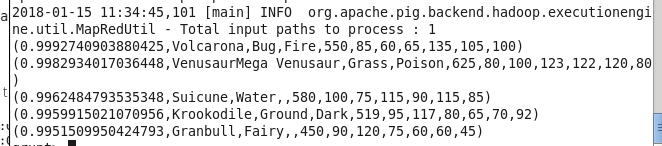 2018-01-15 11:34:45,101 [main] INFO  org.apache.pig.backend.hadoop.executionengi
ne.util.MapRedUtil - Total input paths to process : 1
(0.9992740903880425,Volcarona,Bug,Fire,550,85,60,65,135,105,100)
(0.9982934017036448,VenusaurMega Venusaur,Grass,Poison,625,80,100,123,122,120,80
)
(0.9962484793535348,Suicune,Water,,580,100,75,115,90,115,85)
(0.9959915021070956,Krookodile,Ground,Dark,519,95,117,80,65,70,92)
(0.9951509950424793,Granbull,Fairy,,450,90,120,75,60,60,45)